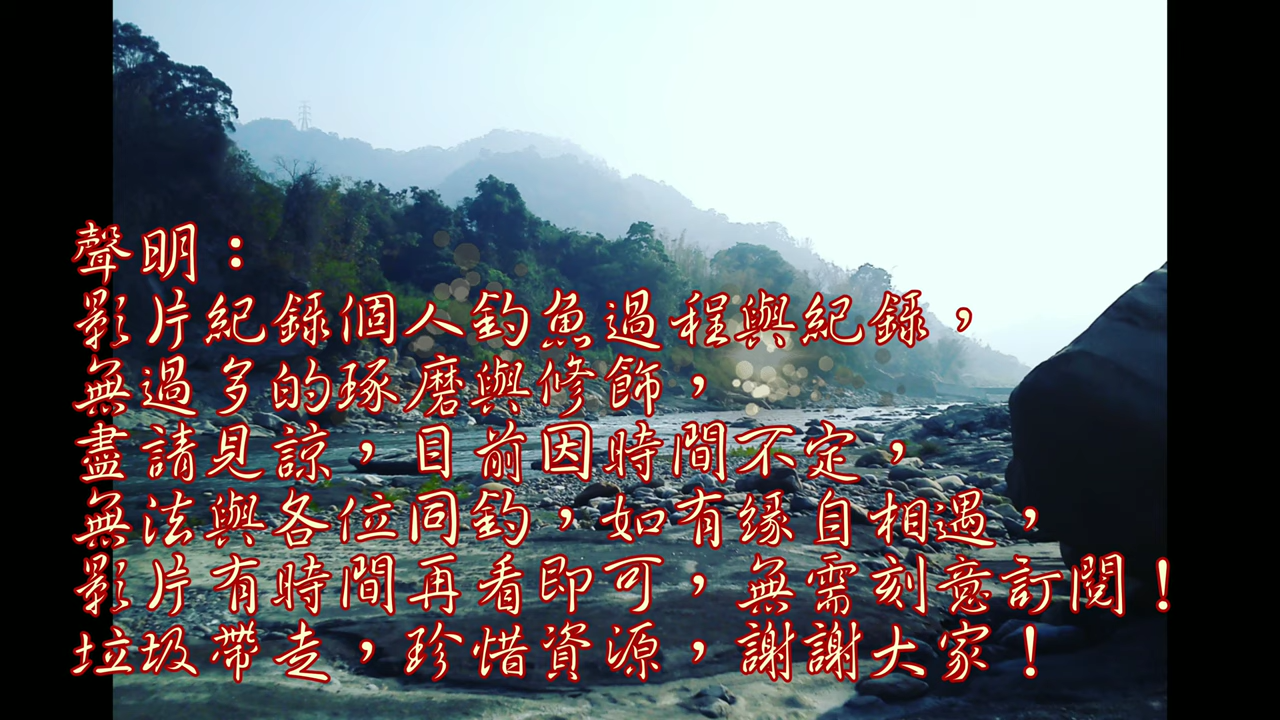 聲明：
影片紀錄個人釣魚過程與紀錄，
無過多的琢磨與修飾，
盡請見諒，目前因時間不定，
無法與各位同釣，如有緣自相遇，
影片有時間再看即可，無需刻意訂閱！
垃圾帶走，珍惜資源，謝謝大家！